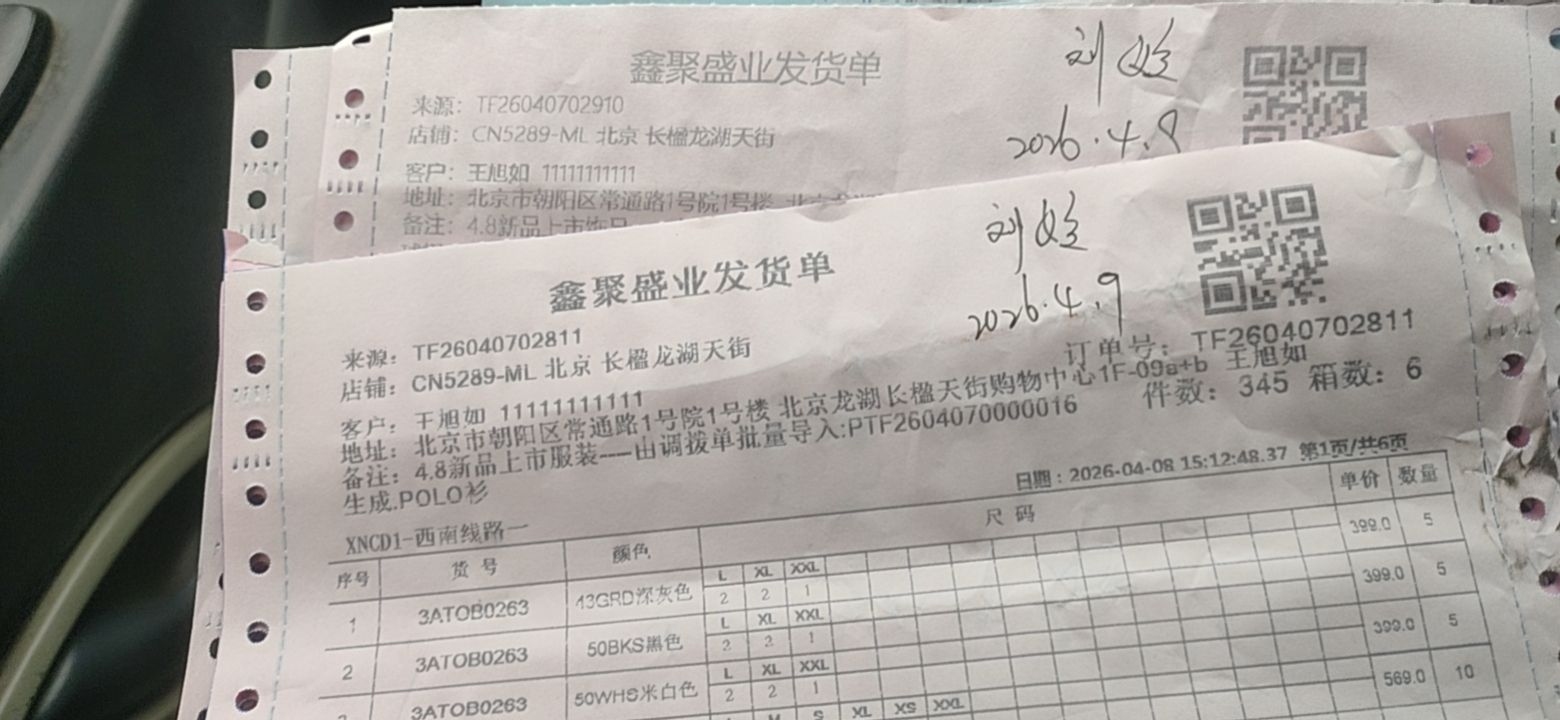 鑫聚盛业发货单
刘
2026.4.9
来源: TF26040702910
店铺: CN5289-ML 北京 长楹龙湖天街
客户: 王旭如 11111111111
地址: 北京市朝阳区常通路1号院1号楼
备注: 4.8新品上市饰品
鑫聚盛业发货单
刘
2026.4.9
来源: TF26040702811
订单号: TF26040702811
店铺: CN5289-ML 北京 长楹龙湖天街
客户: 王旭如 11111111111
地址: 北京市朝阳区常通路1号院1号楼 北京龙湖长楹天街购物中心1F-09a+b 王旭如
件数: 345 箱数: 6
备注: 4.8新品上市服装----由调拨单批量导入:PTF2604070000016
生成.POLO衫
日期: 2026-04-08 15:12:48.37 第1页/共6页
XNCD1-西南线路一
序号 货号 颜色 尺码 单价 数量
L XL XXL
1 3ATOB0263 43GRD深灰色 2 2 1 399.0 5
L XL XXL
2 3ATOB0263 50BKS黑色 2 2 1 399.0 5
L XL XXL
3ATOB0263 50WHS米白色 2 2 1 399.0 5
M S XL XS XXL
569.0 10